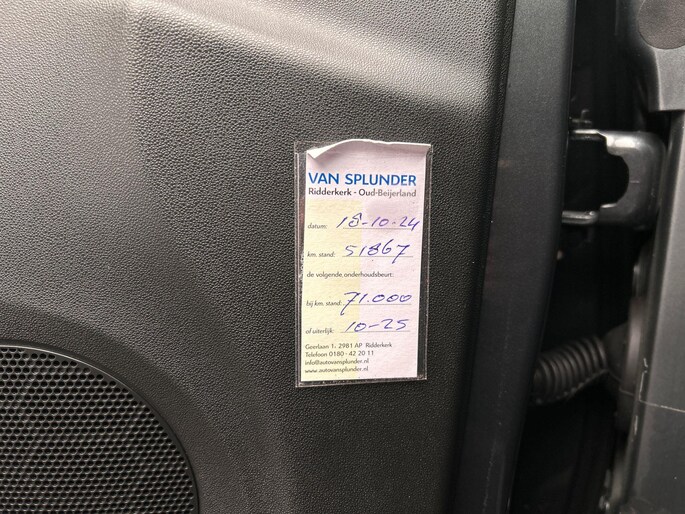 VAN SPLUNDER
Ridderkerk - Oud-Beijerland
datum: 18-10-24
km. stand: 51867
de volgende onderhoudsbeurt:
bij km. stand: 71.000
of uiterlijk: 10-25
Geerlaan 1, 2981 AP Ridderkerk
Telefoon 0180 - 42 20 11
info@autovansplunder.nl
www.autovansplunder.nl